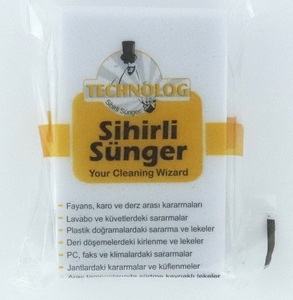 TECHNOLOG
Sihirli Sünger
Sihirli
Sünger
Your Cleaning Wizard
Fayans, karo ve derz arası kararmaları
Lavabo ve küvetlerdeki sararmalar
Plastik doğramalardaki sararma ve lekeler
Deri döşemelerdeki kirlenme ve lekeler
PC, faks ve klimalardaki sararmalar
Jantlardaki kararmalar ve küflenmeler